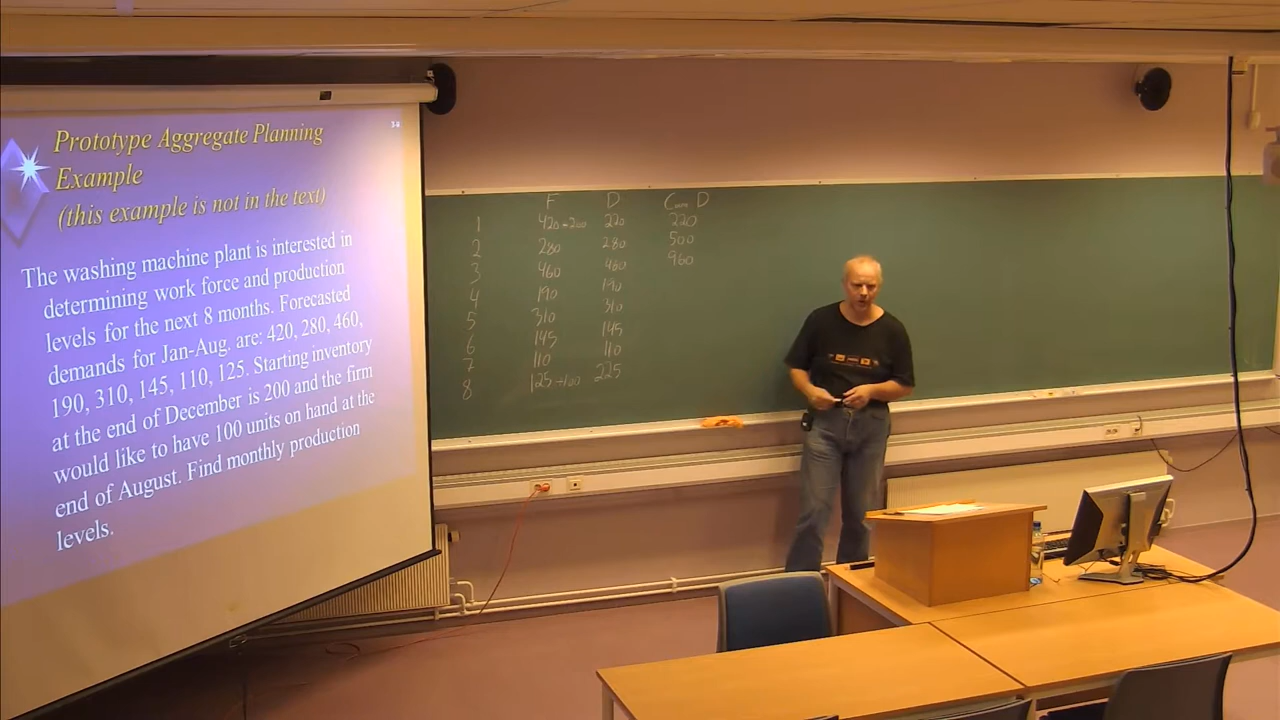 34
Prototype Aggregate Planning
Example
(this example is not in the text)
The washing machine plant is interested in
determining work force and production
levels for the next 8 months. Forecasted
demands for Jan-Aug. are: 420, 280, 460,
190, 310, 145, 110, 125. Starting inventory
at the end of December is 200 and the firm
would like to have 100 units on hand at the
end of August. Find monthly production
levels.
F D Cum D
1 420-200 220 220
2 280 280 500
3 460 460 960
4 190 190
5 310 310
6 145 145
7 110 110
8 125+100 225